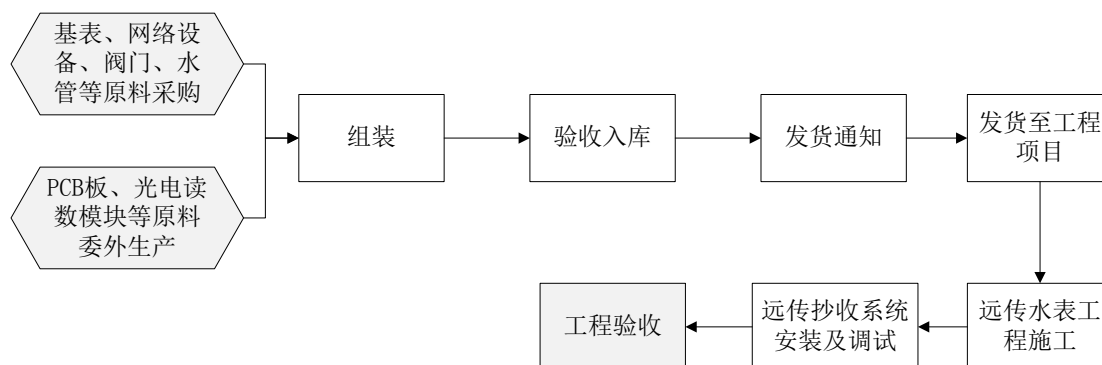 基表、网络设
备、阀门、水
管等原料采购
PCB板、光电读
数模块等原料
委外生产
组装
验收入库
发货通知
发货至工程
项目
远传水表工
程施工
远传抄收系统
安装及调试
工程验收